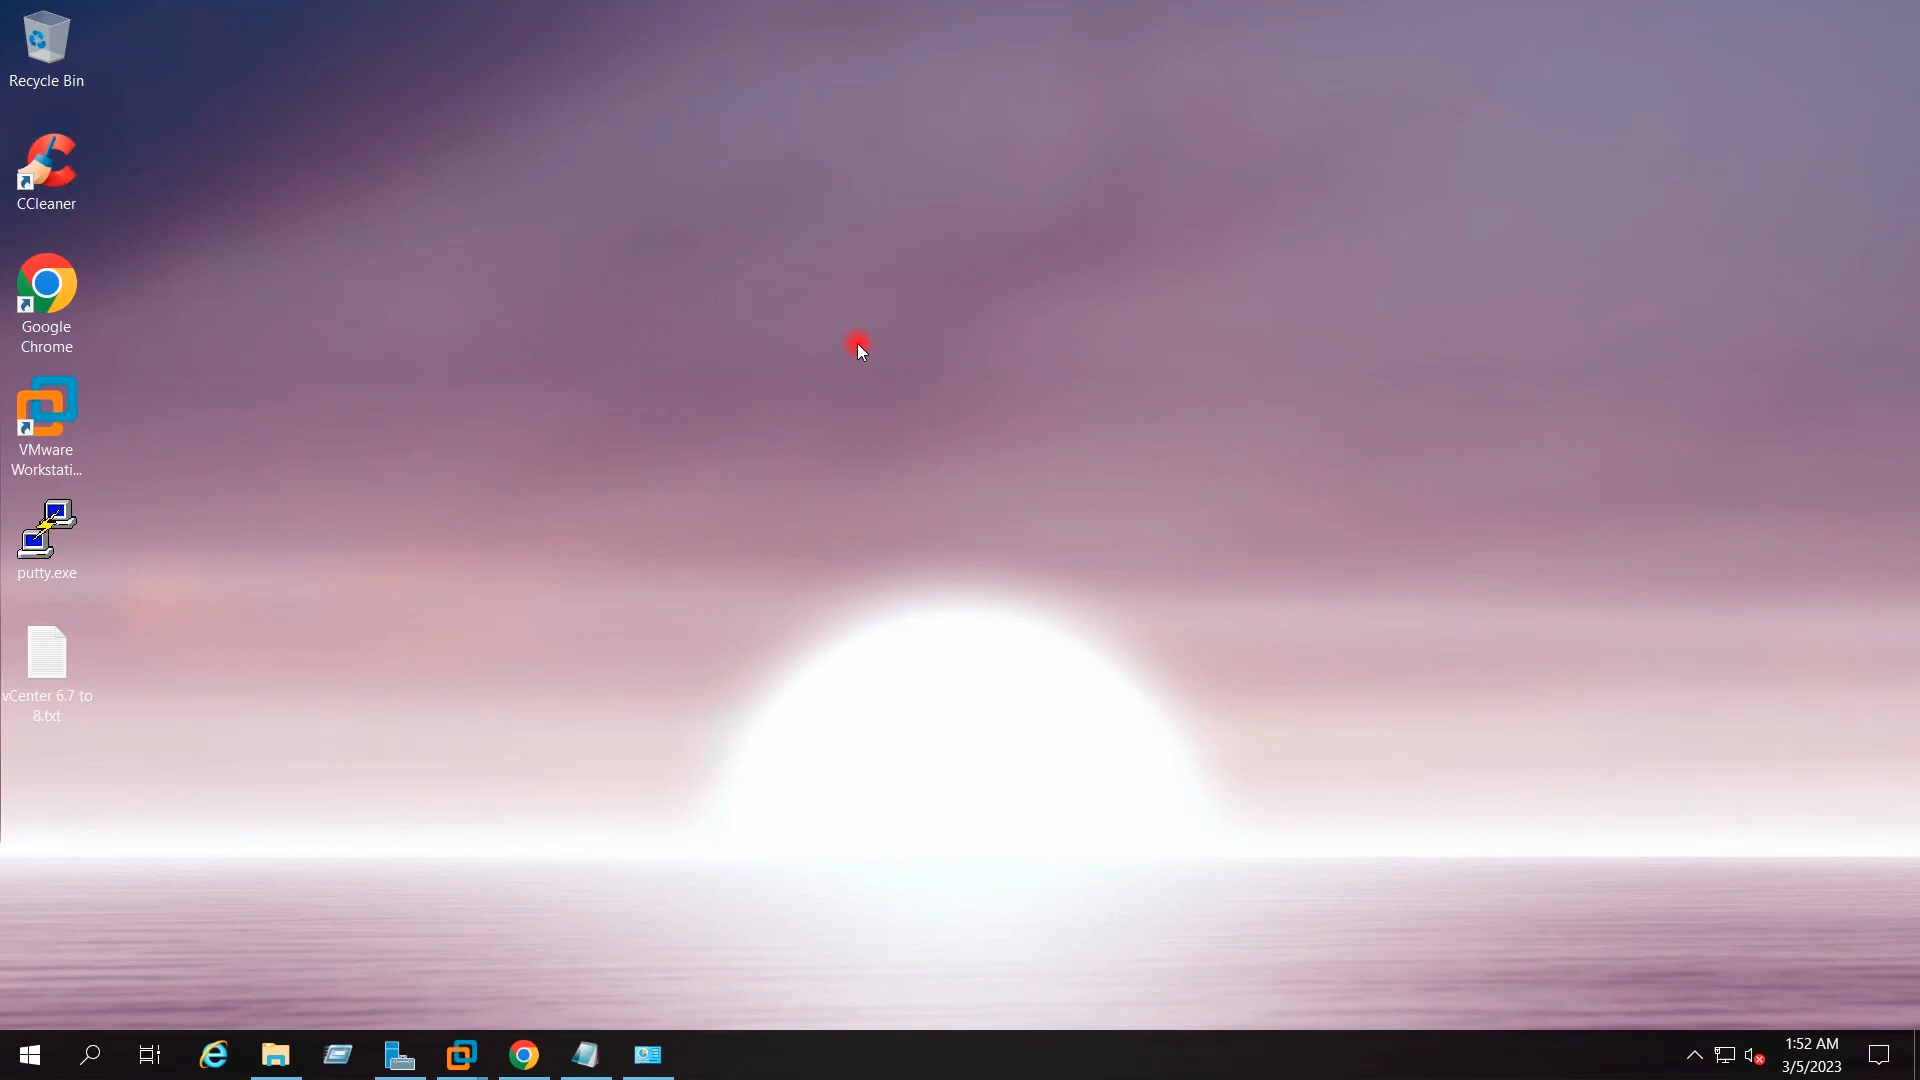 Recycle Bin
CCleaner
Google
Chrome
VMware
Workstati...
putty.exe
vCenter 6.7 to
8.txt
1:52 AM
3/5/2023